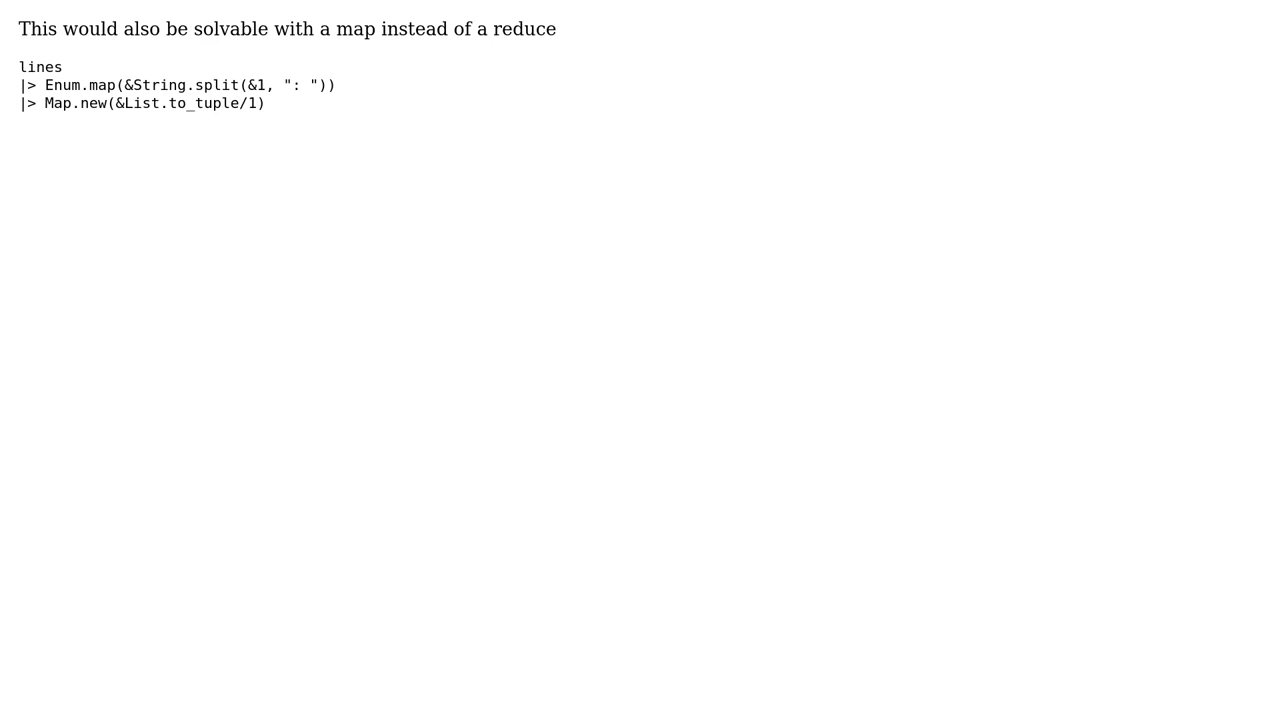 This would also be solvable with a map instead of a reduce
lines
|> Enum.map(&String.split(&1, ": "))
|> Map.new(&List.to_tuple/1)